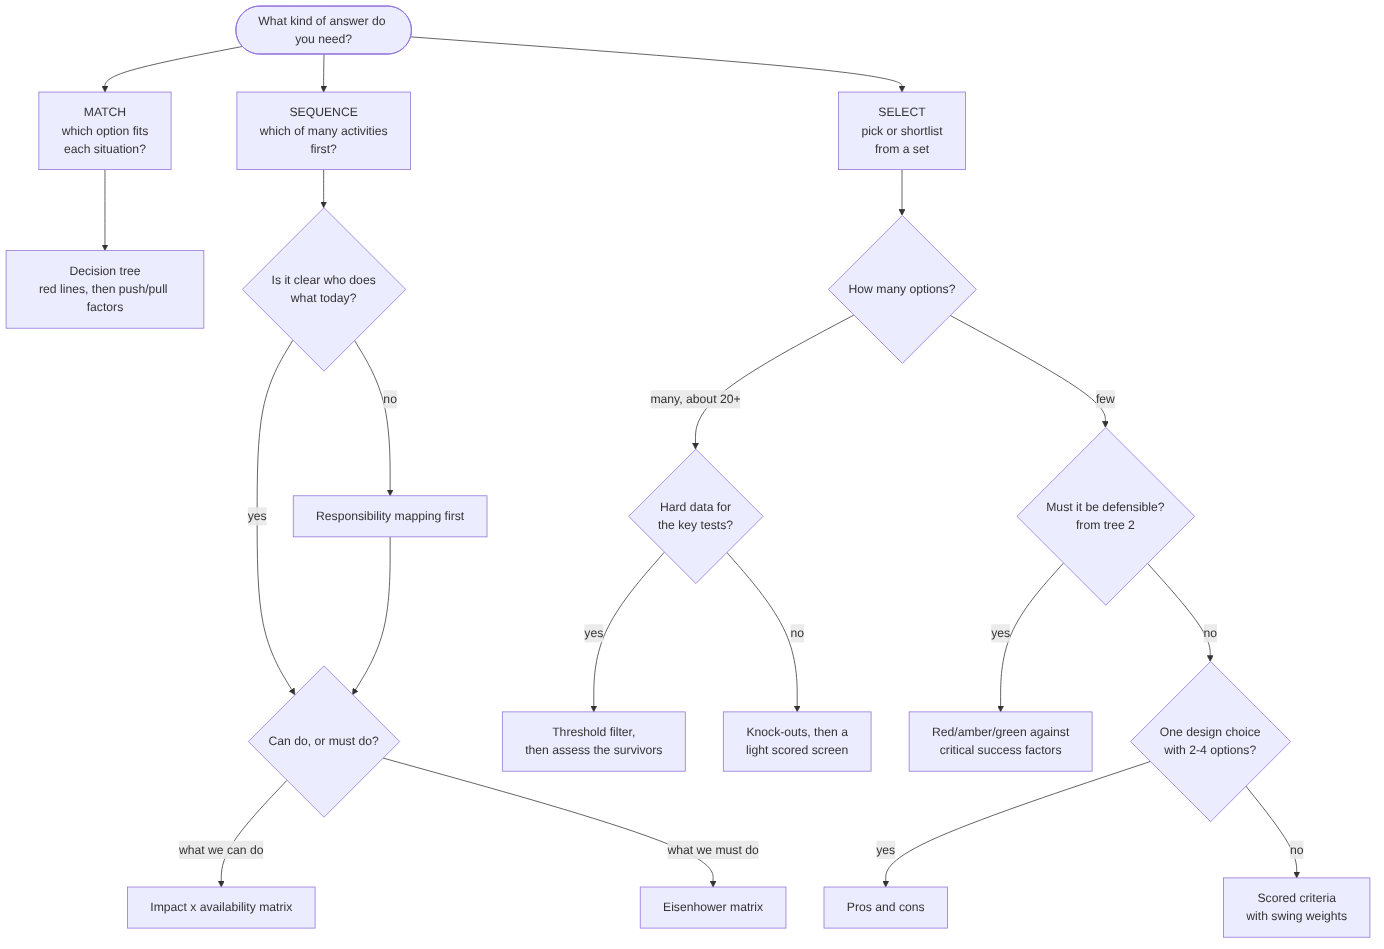 What kind of answer do
you need?
MATCH
which option fits
each situation?
SEQUENCE
which of many activities
first?
SELECT
pick or shortlist
from a set
Decision tree
red lines, then push/pull
factors
Is it clear who does
what today?
How many options?
no
many, about 20+
few
yes
Responsibility mapping first
Hard data for
the key tests?
Must it be defensible?
from tree 2
yes
no
yes
no
Can do, or must do?
Threshold filter,
then assess the survivors
Knock-outs, then a
light scored screen
Red/amber/green against
critical success factors
One design choice
with 2-4 options?
what we can do
what we must do
yes
no
Impact x availability matrix
Eisenhower matrix
Pros and cons
Scored criteria
with swing weights